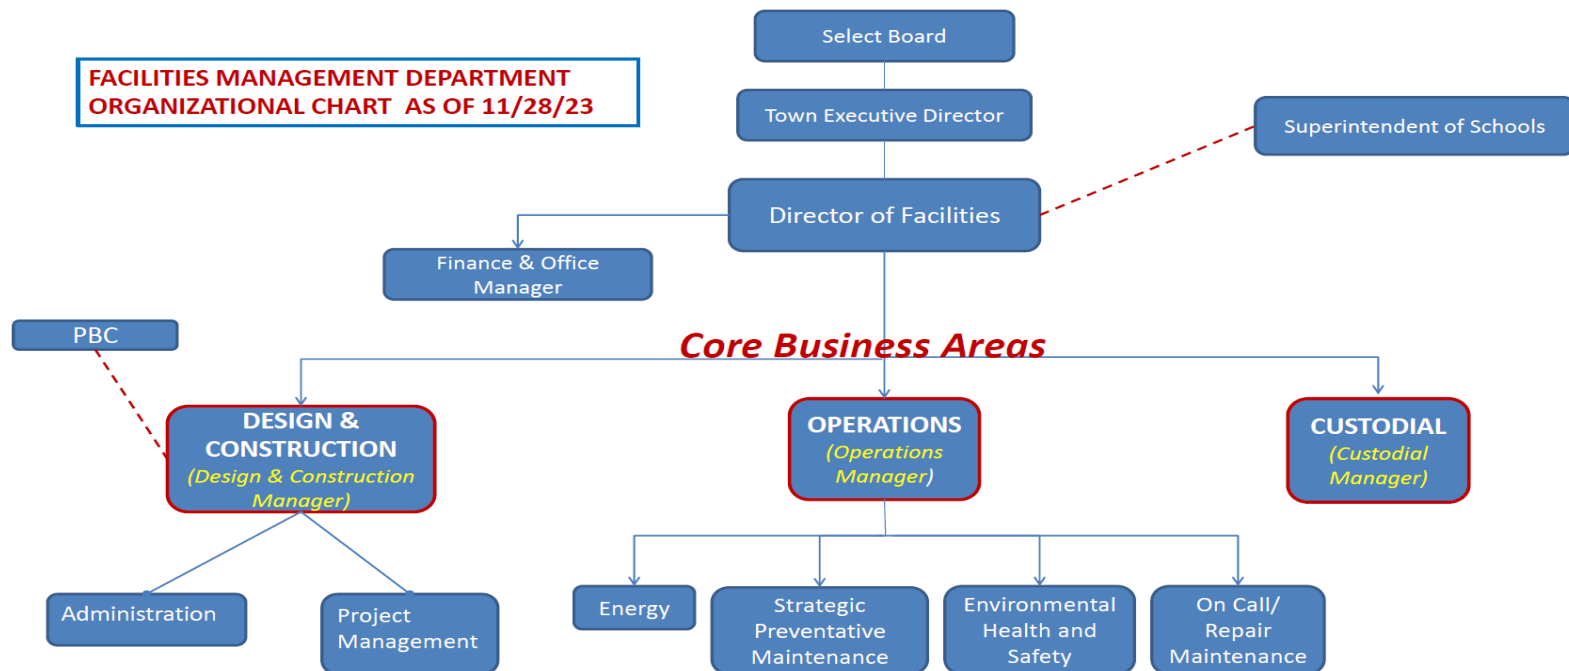 Select Board
FACILITIES MANAGEMENT DEPARTMENT
ORGANIZATIONAL CHART  AS OF 11/28/23
Town Executive Director
Superintendent of Schools
Director of Facilities
Finance & Office
Manager
PBC
Core Business Areas
DESIGN &
CONSTRUCTION
(Design & Construction
Manager)
OPERATIONS
(Operations
Manager)
CUSTODIAL
(Custodial
Manager)
Administration
Project
Management
Energy
Strategic
Preventative
Maintenance
Environmental
Health and
Safety
On Call/
Repair
Maintenance